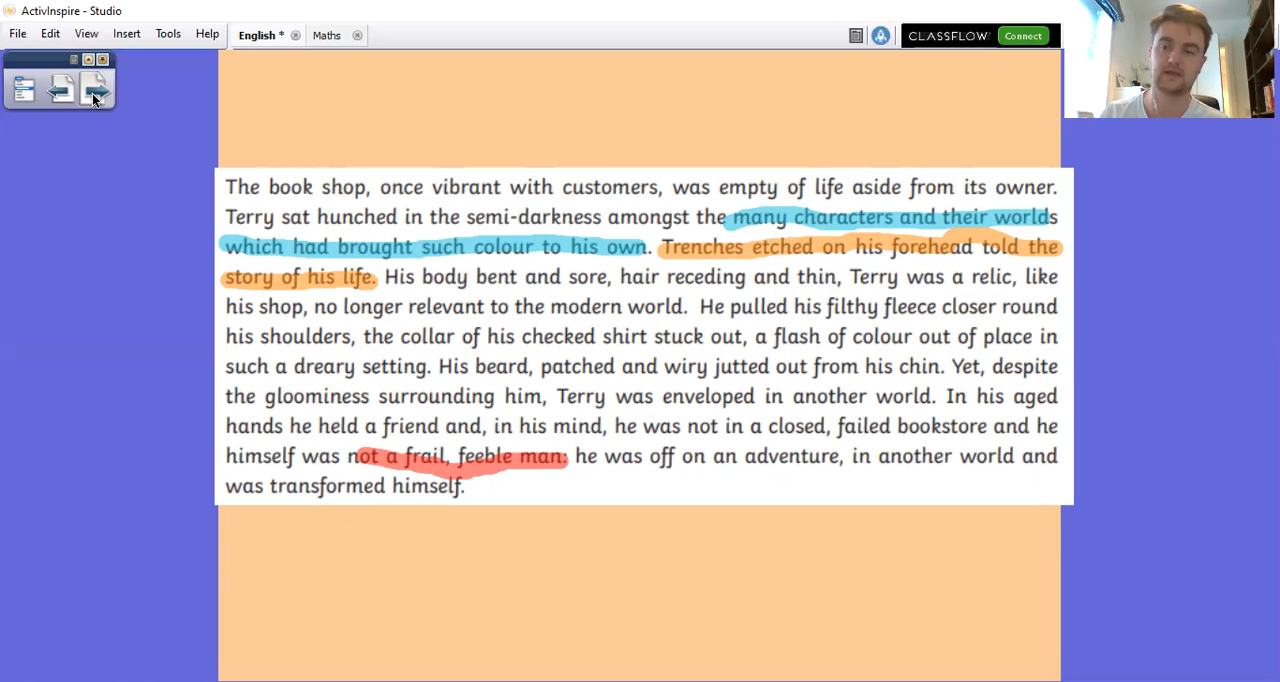 ActivInspire - Studio
File Edit View Insert Tools Help English * Maths CLASSFLOW Connect
The book shop, once vibrant with customers, was empty of life aside from its owner.
Terry sat hunched in the semi-darkness amongst the many characters and their worlds
which had brought such colour to his own. Trenches etched on his forehead told the
story of his life. His body bent and sore, hair receding and thin, Terry was a relic, like
his shop, no longer relevant to the modern world. He pulled his filthy fleece closer round
his shoulders, the collar of his checked shirt stuck out, a flash of colour out of place in
such a dreary setting. His beard, patched and wiry jutted out from his chin. Yet, despite
the gloominess surrounding him, Terry was enveloped in another world. In his aged
hands he held a friend and, in his mind, he was not in a closed, failed bookstore and he
himself was not a frail, feeble man: he was off on an adventure, in another world and
was transformed himself.